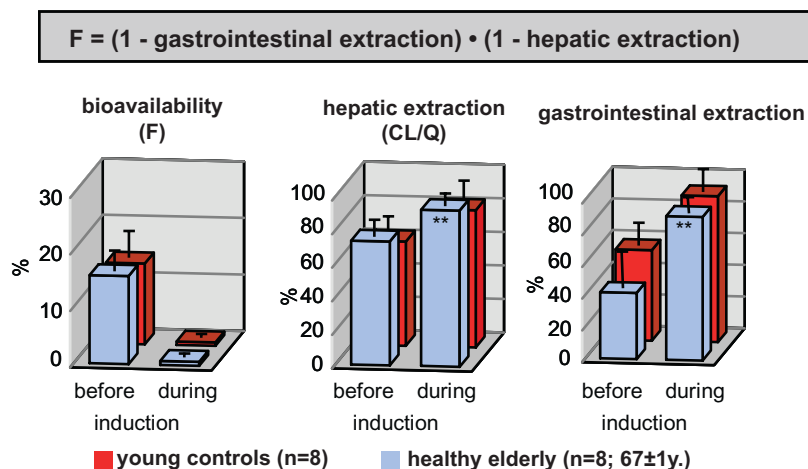 F = (1 - gastrointestinal extraction) • (1 - hepatic extraction)
bioavailability
(F)
30
20
10
0
%
before during
induction
hepatic extraction
(CL/Q)
100
80
60
40
20
0
%
**
before during
induction
gastrointestinal extraction
100
80
60
40
20
0
%
**
before during
induction
young controls (n=8) healthy elderly (n=8; 67±1y.)